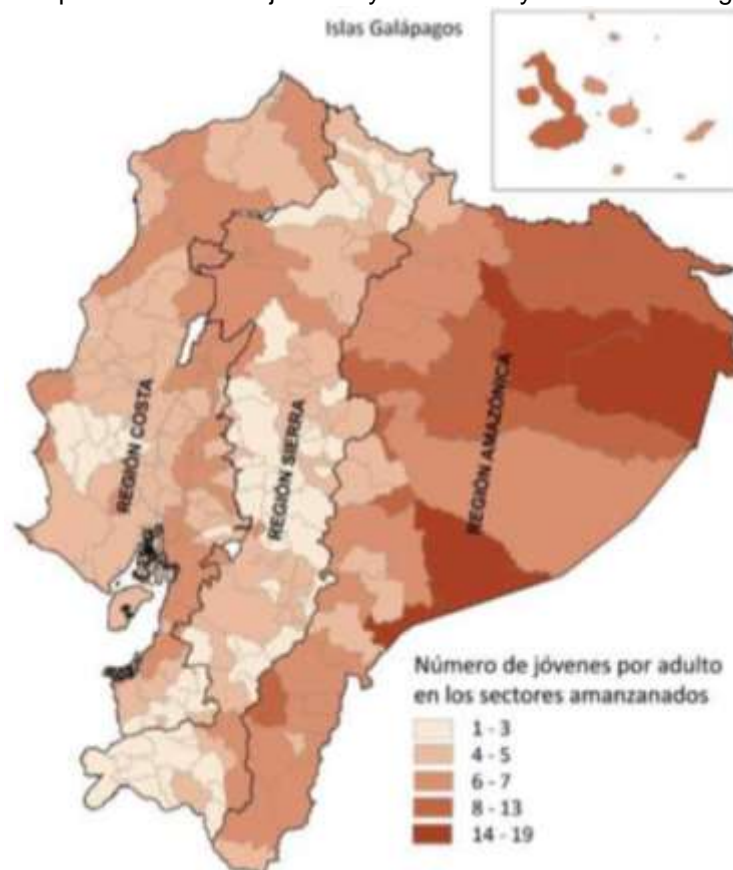 Islas Galápagos
REGIÓN COSTA
REGIÓN SIERRA
REGIÓN AMAZÓNICA
Número de jóvenes por adulto
en los sectores amanzanados
1 - 3
4 - 5
6 - 7
8 - 13
14 - 19